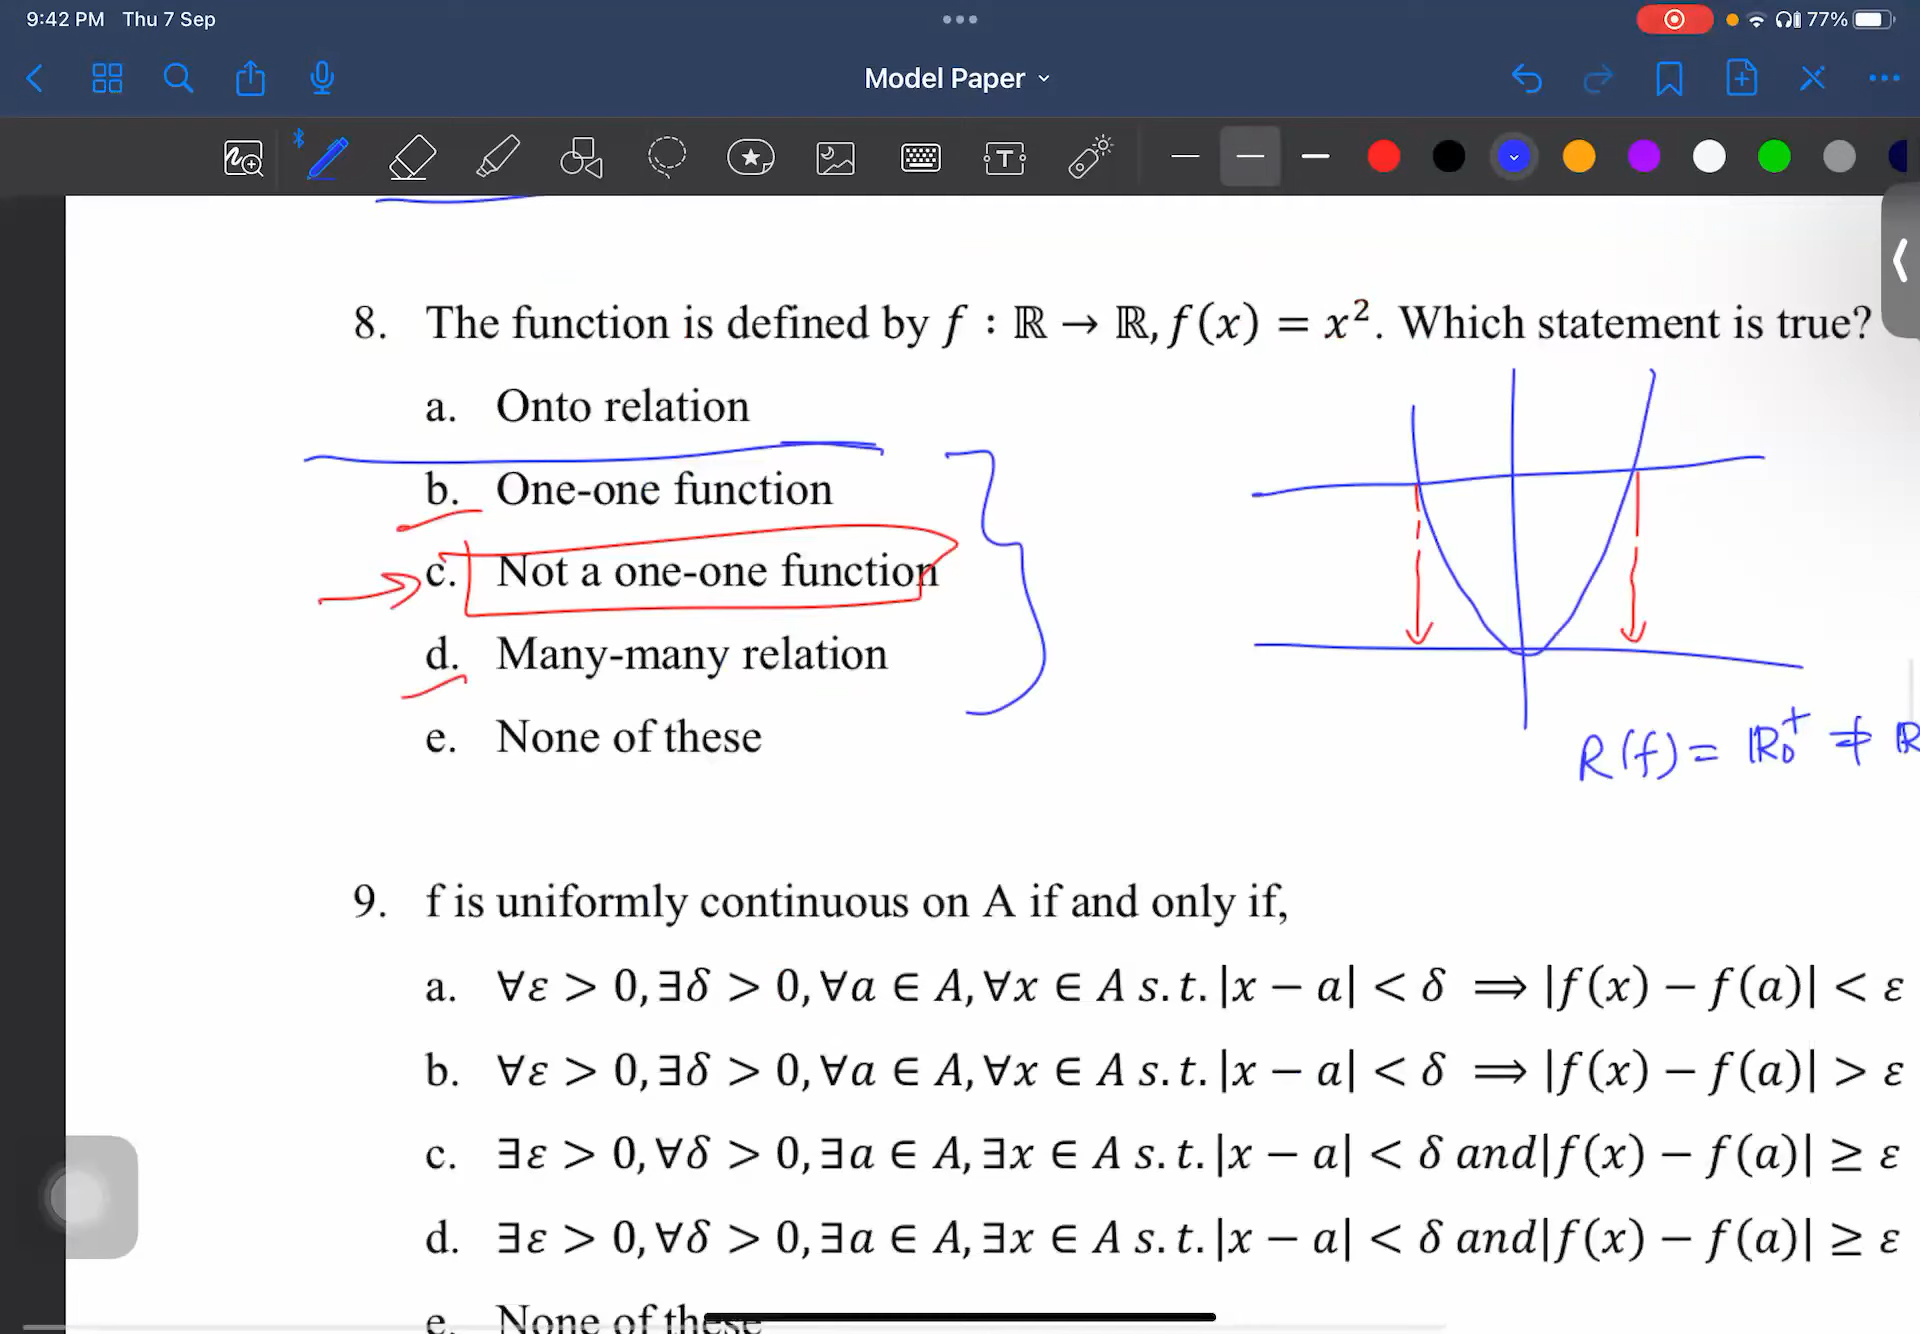 9:42 PM Thu 7 Sep
77%
Model Paper
T
8. The function is defined by f : ℝ → ℝ, f(x) = x². Which statement is true?
a. Onto relation
b. One-one function
c. Not a one-one function
d. Many-many relation
e. None of these
R(f) = ℝ₀⁺ ≠ ℝ
9. f is uniformly continuous on A if and only if,
a. ∀ε > 0, ∃δ > 0, ∀a ∈ A, ∀x ∈ A s.t. |x − a| < δ ⟹ |f(x) − f(a)| < ε
b. ∀ε > 0, ∃δ > 0, ∀a ∈ A, ∀x ∈ A s.t. |x − a| < δ ⟹ |f(x) − f(a)| > ε
c. ∃ε > 0, ∀δ > 0, ∃a ∈ A, ∃x ∈ A s.t. |x − a| < δ and|f(x) − f(a)| ≥ ε
d. ∃ε > 0, ∀δ > 0, ∃a ∈ A, ∃x ∈ A s.t. |x − a| < δ and|f(x) − f(a)| ≥ ε
e. None of these